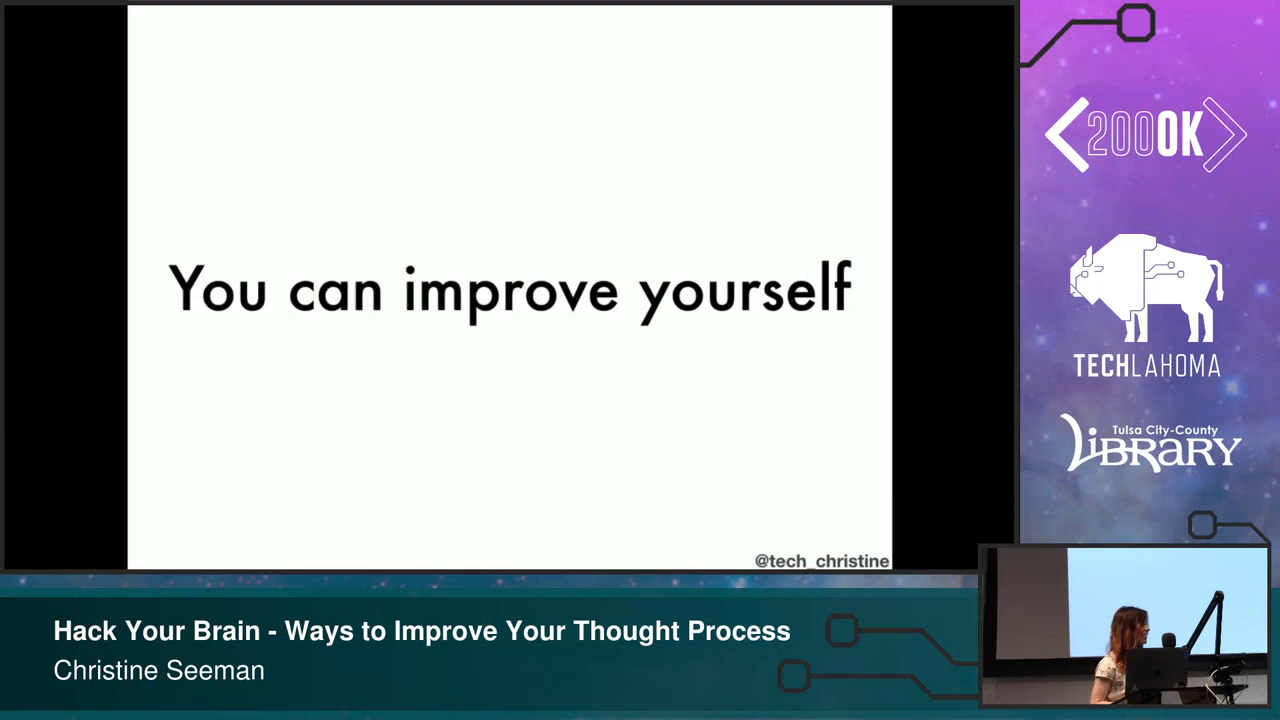 You can improve yourself
@tech_christine
<200OK>
TECHLAHOMA
Tulsa City-County
LIBRARY
Hack Your Brain - Ways to Improve Your Thought Process
Christine Seeman